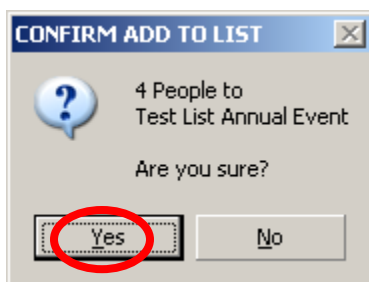 CONFIRM ADD TO LIST
4 People to
Test List Annual Event
Are you sure?
Yes
No